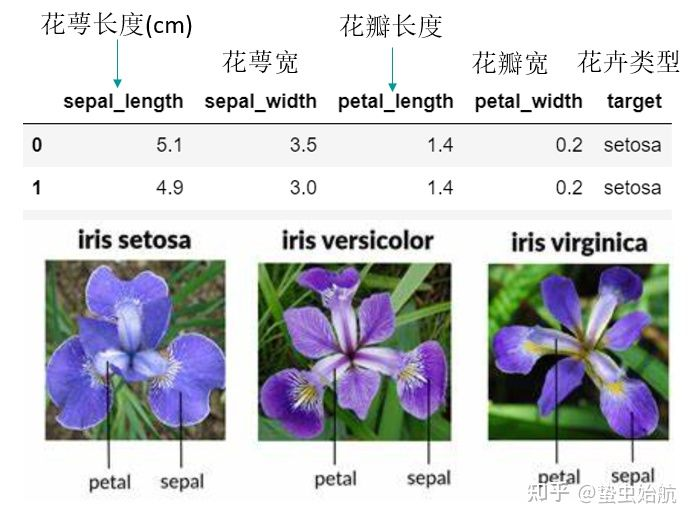 花萼长度(cm)
花萼宽
花瓣长度
花瓣宽
花卉类型
sepal_length sepal_width petal_length petal_width target
0 5.1 3.5 1.4 0.2 setosa
1 4.9 3.0 1.4 0.2 setosa
iris setosa
iris versicolor
iris virginica
petal sepal
petal sepal
petal sepal
知乎 @蛰虫始航